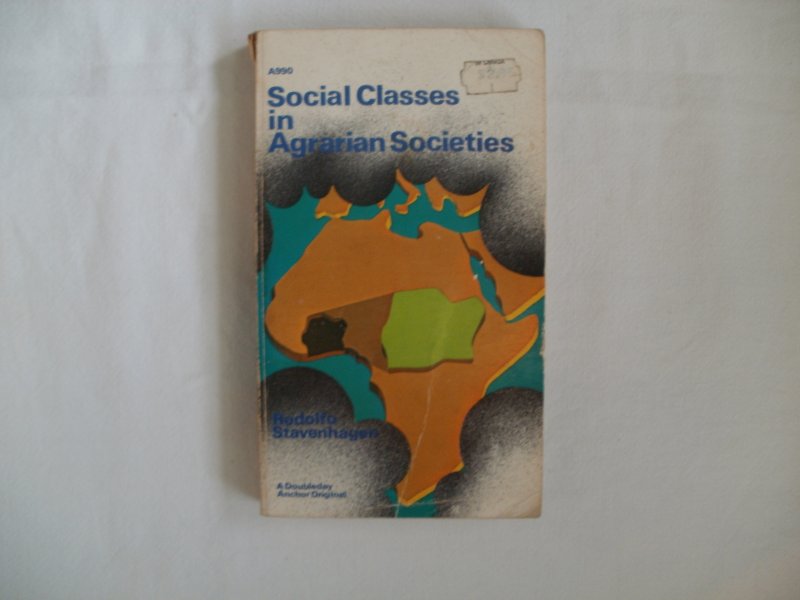 A990
Social Classes
in
Agrarian Societies
Rodolfo
Stavenhagen
A Doubleday
Anchor Original